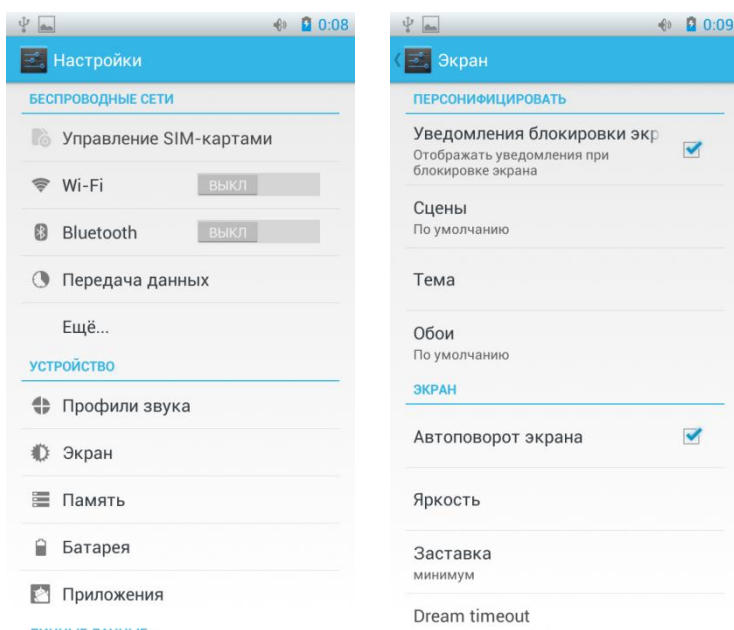 0:08
Настройки
БЕСПРОВОДНЫЕ СЕТИ
Управление SIM-картами
Wi-Fi ВЫКЛ
Bluetooth ВЫКЛ
Передача данных
Ещё...
УСТРОЙСТВО
Профили звука
Экран
Память
Батарея
Приложения
0:09
Экран
ПЕРСОНИФИЦИРОВАТЬ
Уведомления блокировки экр
Отображать уведомления при
блокировке экрана
Сцены
По умолчанию
Тема
Обои
По умолчанию
ЭКРАН
Автоповорот экрана
Яркость
Заставка
минимум
Dream timeout